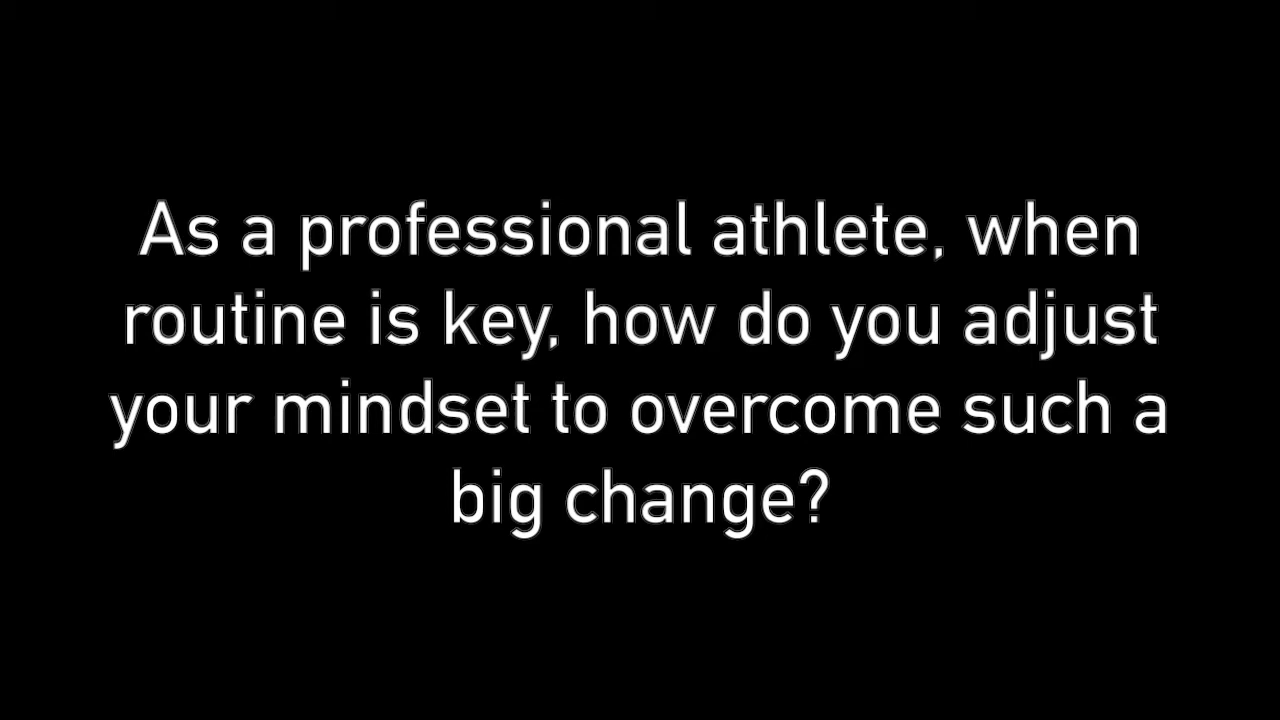 As a professional athlete, when
routine is key, how do you adjust
your mindset to overcome such a
big change?